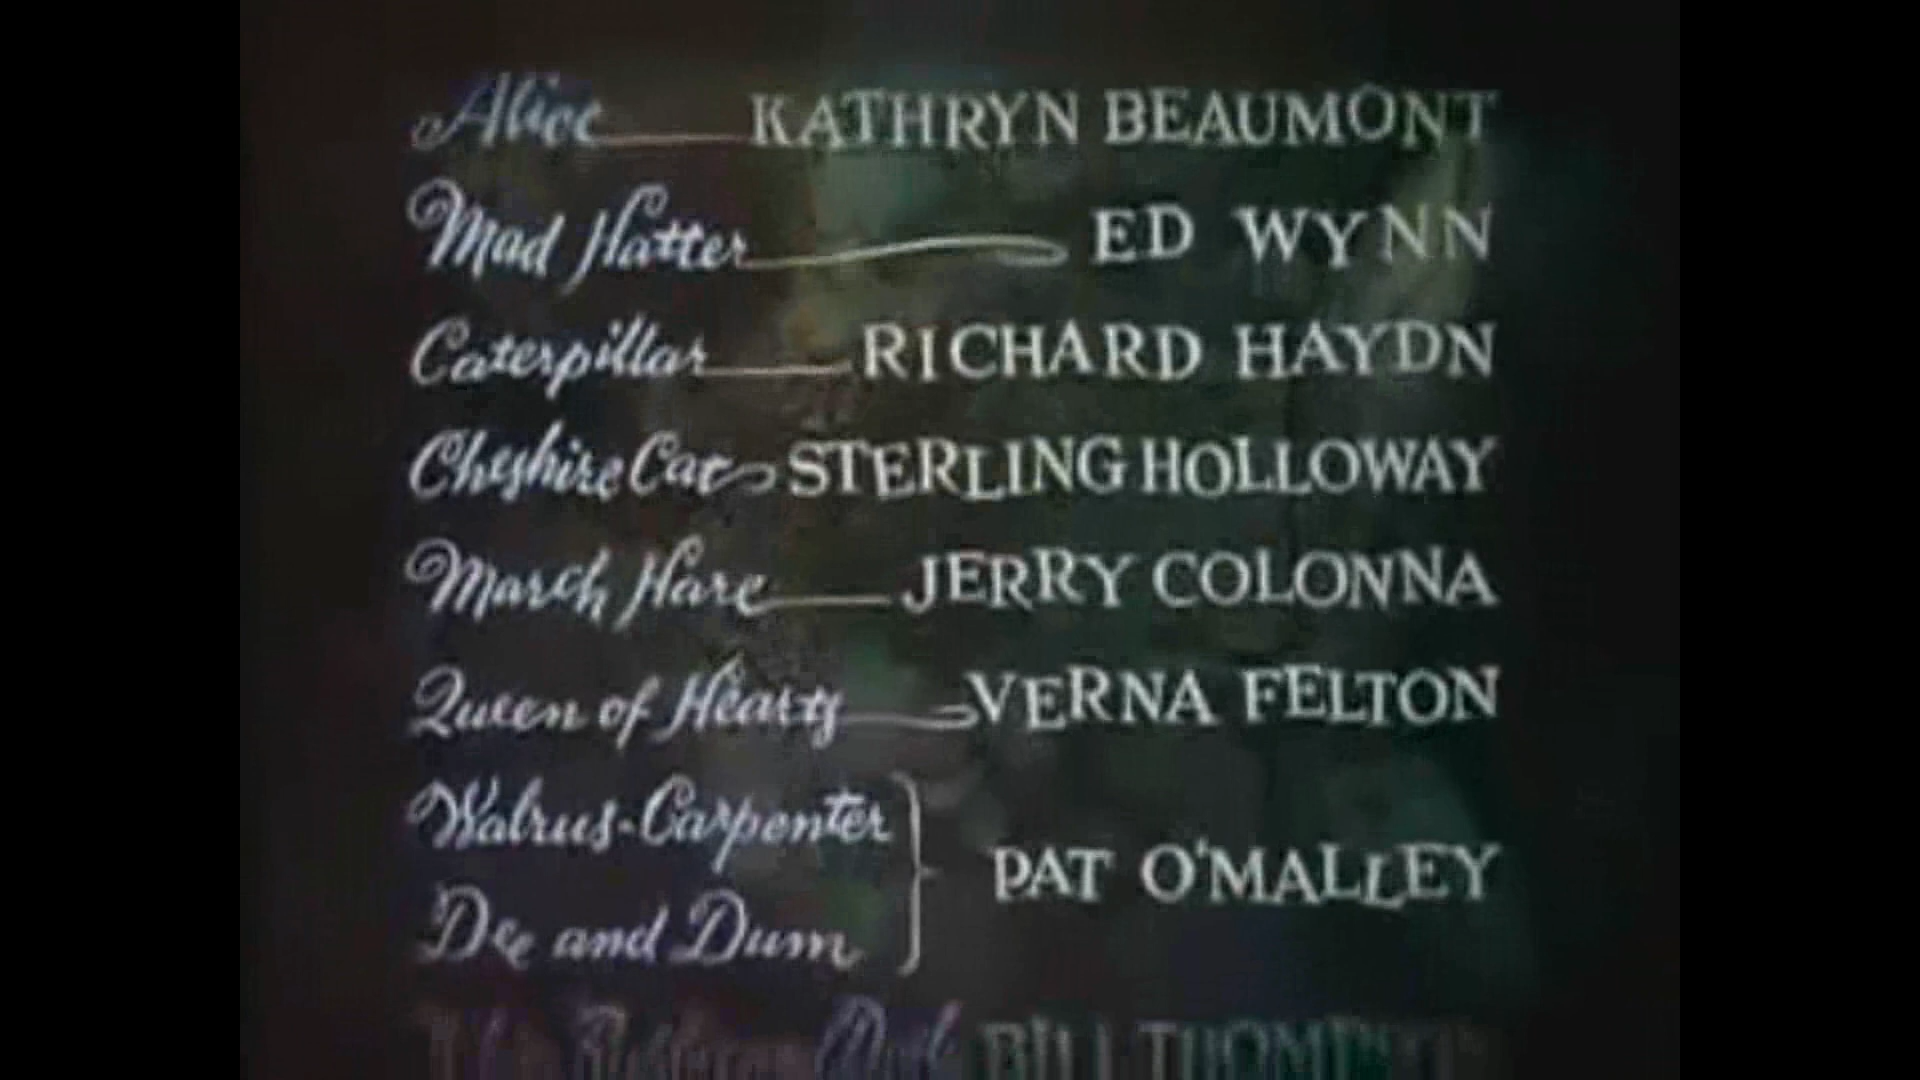 Alice KATHRYN BEAUMONT
Mad Hatter ED WYNN
Caterpillar RICHARD HAYDN
Cheshire Cat STERLING HOLLOWAY
March Hare JERRY COLONNA
Queen of Hearts VERNA FELTON
Walrus-Carpenter
Dee and Dum
PAT O'MALLEY
BILL